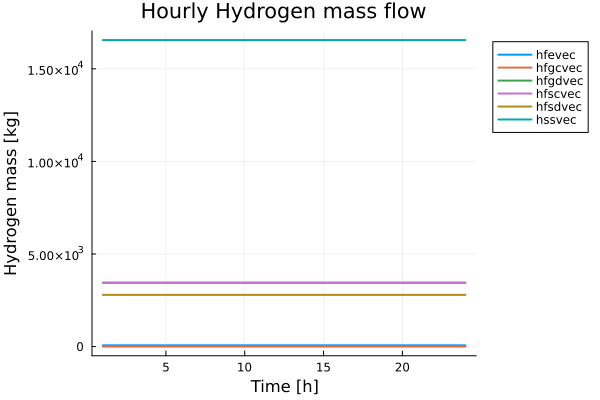 Hourly Hydrogen mass flow
Hydrogen mass [kg]
1.50×10⁴
1.00×10⁴
5.00×10³
0
5 10 15 20
Time [h]
hfevec
hfgcvec
hfgdvec
hfscvec
hfsdvec
hssvec